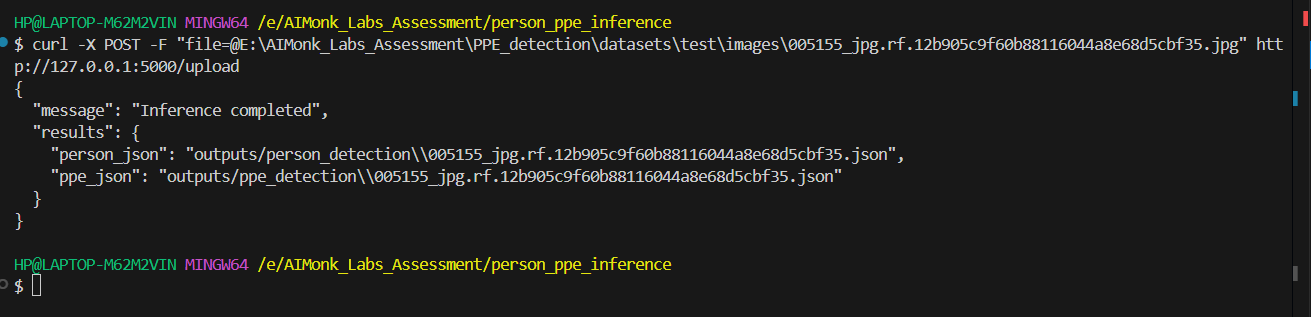 HP@LAPTOP-M62M2VIN MINGW64 /e/AIMonk_Labs_Assessment/person_ppe_inference
$ curl -X POST -F "file=@E:\AIMonk_Labs_Assessment\PPE_detection\datasets\test\images\005155_jpg.rf.12b905c9f60b88116044a8e68d5cbf35.jpg" htt
p://127.0.0.1:5000/upload
{
  "message": "Inference completed",
  "results": {
    "person_json": "outputs/person_detection\\005155_jpg.rf.12b905c9f60b88116044a8e68d5cbf35.json",
    "ppe_json": "outputs/ppe_detection\\005155_jpg.rf.12b905c9f60b88116044a8e68d5cbf35.json"
  }
}
HP@LAPTOP-M62M2VIN MINGW64 /e/AIMonk_Labs_Assessment/person_ppe_inference
$